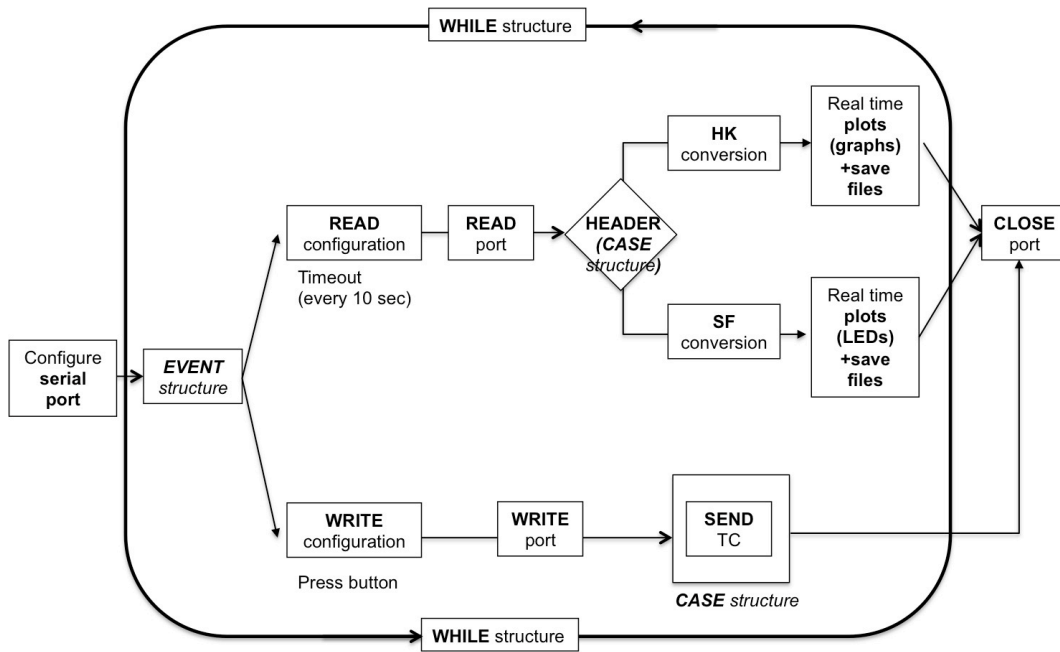 WHILE structure
HK
conversion
Real time
plots
(graphs)
+save
files
READ
configuration
READ
port
HEADER
(CASE
structure)
CLOSE
port
Timeout
(every 10 sec)
SF
conversion
Real time
plots
(LEDs)
+save
files
Configure
serial
port
EVENT
structure
WRITE
configuration
WRITE
port
SEND
TC
Press button
CASE structure
WHILE structure